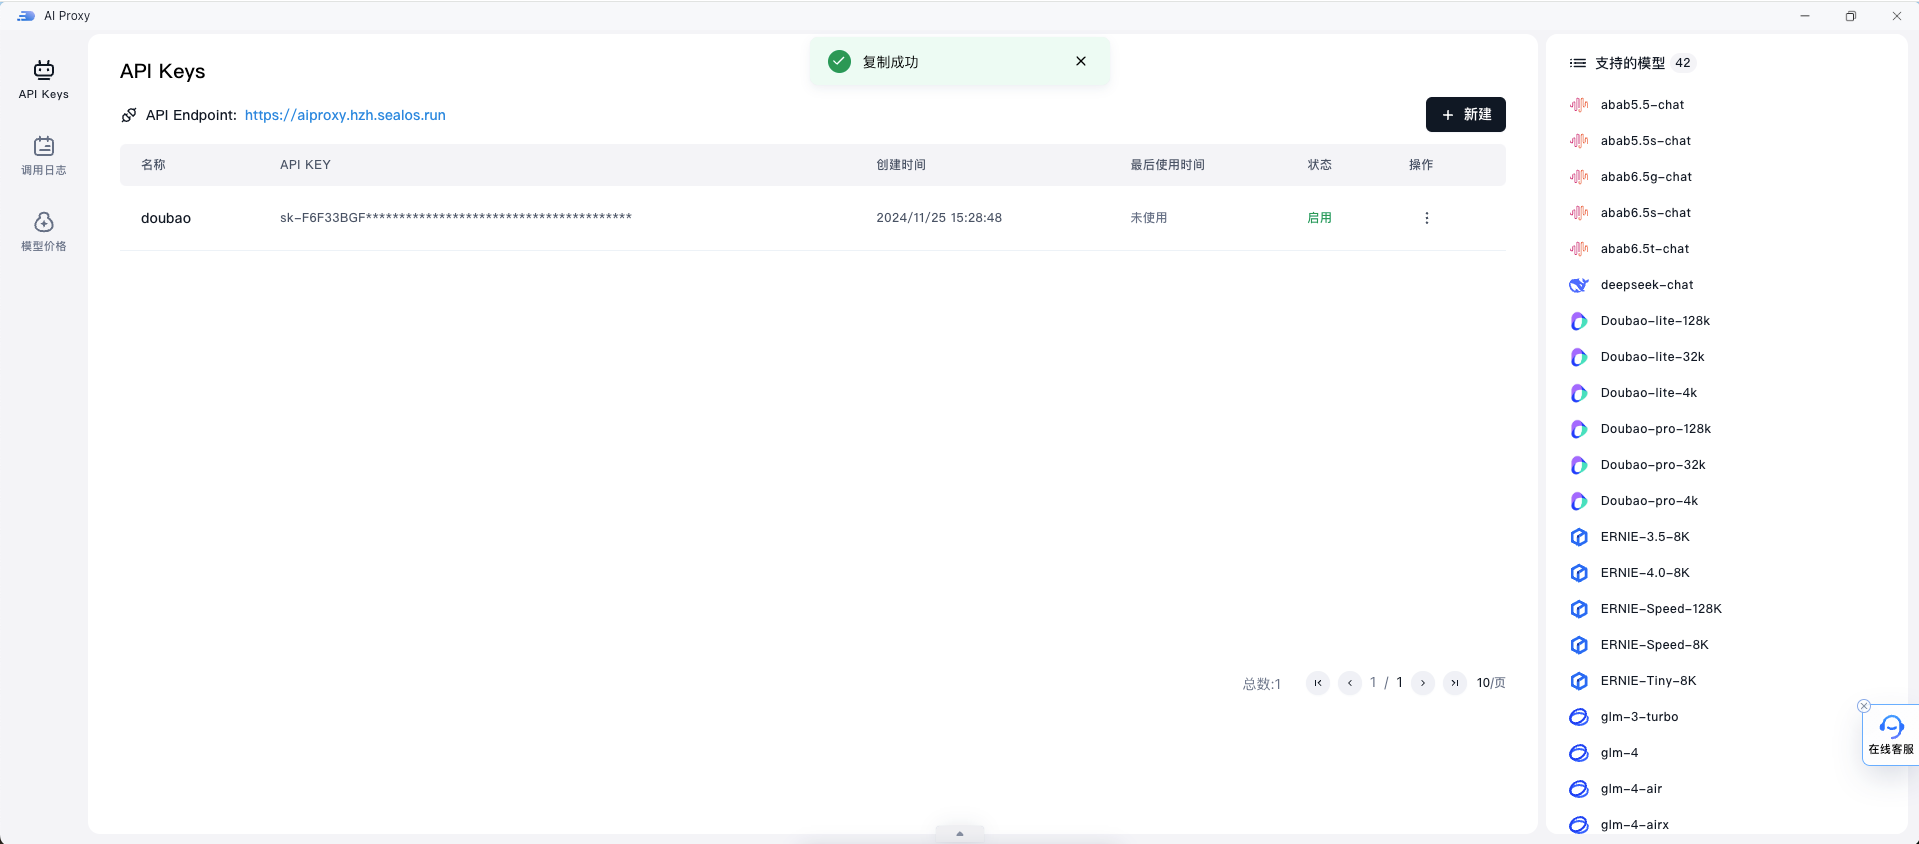 AI Proxy
API Keys
调用日志
模型价格
复制成功
API Keys
API Endpoint: https://aiproxy.hzh.sealos.run
新建
名称 API KEY 创建时间 最后使用时间 状态 操作
doubao sk-F6F33BGF**************************************** 2024/11/25 15:28:48 未使用 启用
总数:1 1 / 1 10/页
支持的模型 42
abab5.5-chat
abab5.5s-chat
abab6.5g-chat
abab6.5s-chat
abab6.5t-chat
deepseek-chat
Doubao-lite-128k
Doubao-lite-32k
Doubao-lite-4k
Doubao-pro-128k
Doubao-pro-32k
Doubao-pro-4k
ERNIE-3.5-8K
ERNIE-4.0-8K
ERNIE-Speed-128K
ERNIE-Speed-8K
ERNIE-Tiny-8K
glm-3-turbo
glm-4
glm-4-air
glm-4-airx
在线客服